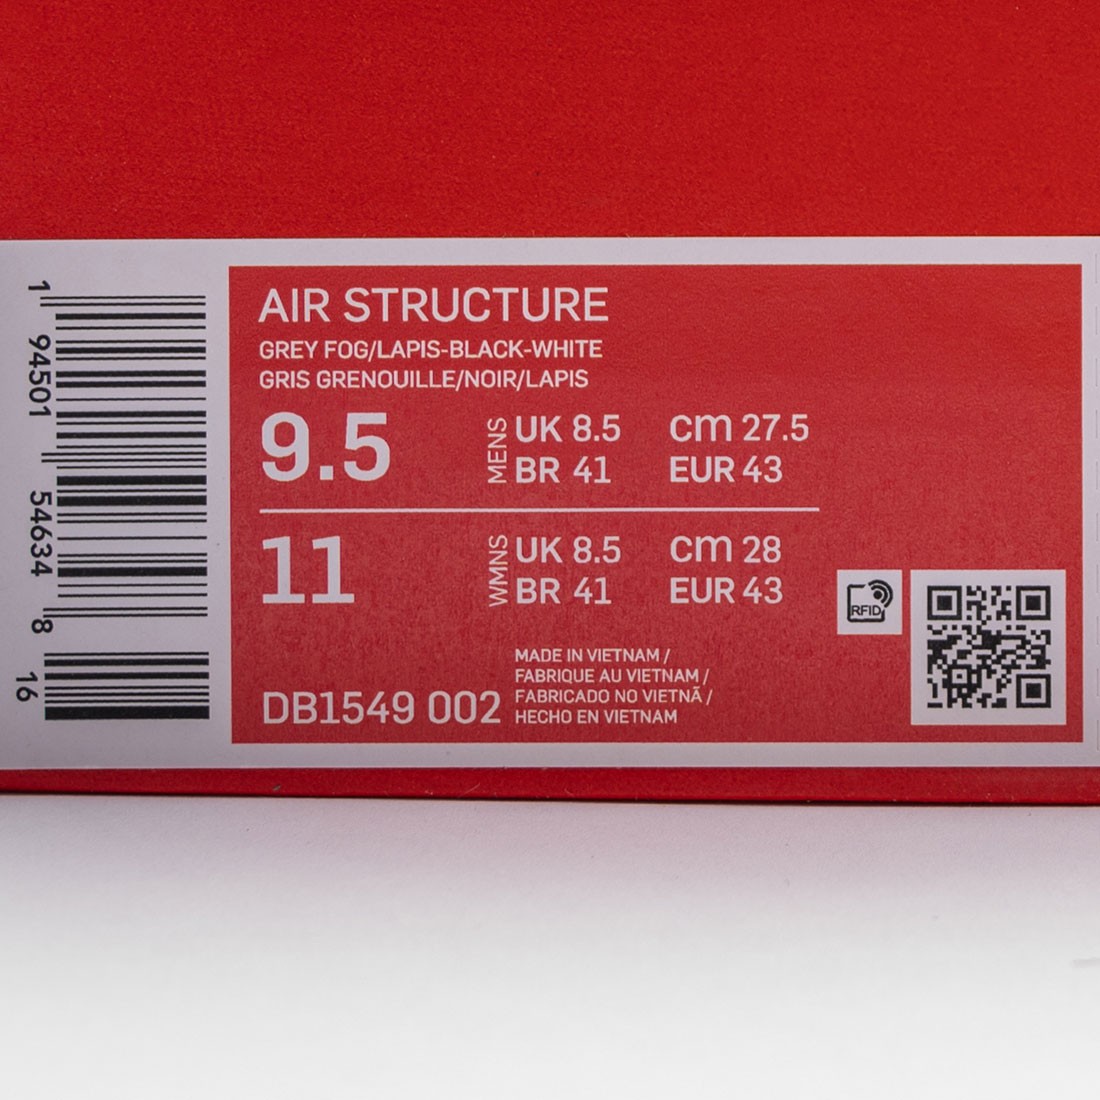 AIR STRUCTURE
GREY FOG/LAPIS-BLACK-WHITE
GRIS GRENOUILLE/NOIR/LAPIS
9.5
MENS
UK 8.5 cm 27.5
BR 41 EUR 43
11
WMNS
UK 8.5 cm 28
BR 41 EUR 43
RFID
MADE IN VIETNAM /
FABRIQUE AU VIETNAM /
FABRICADO NO VIETNÃ /
HECHO EN VIETNAM
DB1549 002
1 94501 54634 8
16